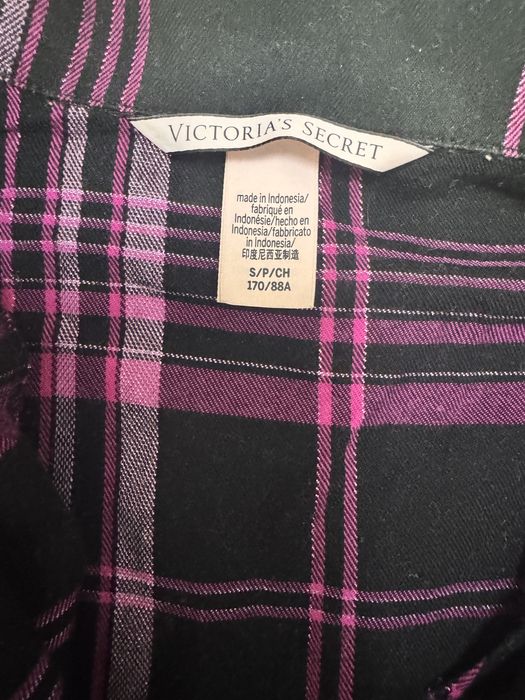 VICTORIA'S SECRET
made in Indonesia/
fabriqué en
Indonésie/hecho en
Indonesia/fabbricato
in Indonesia/
印度尼西亚制造
S/P/CH
170/88A